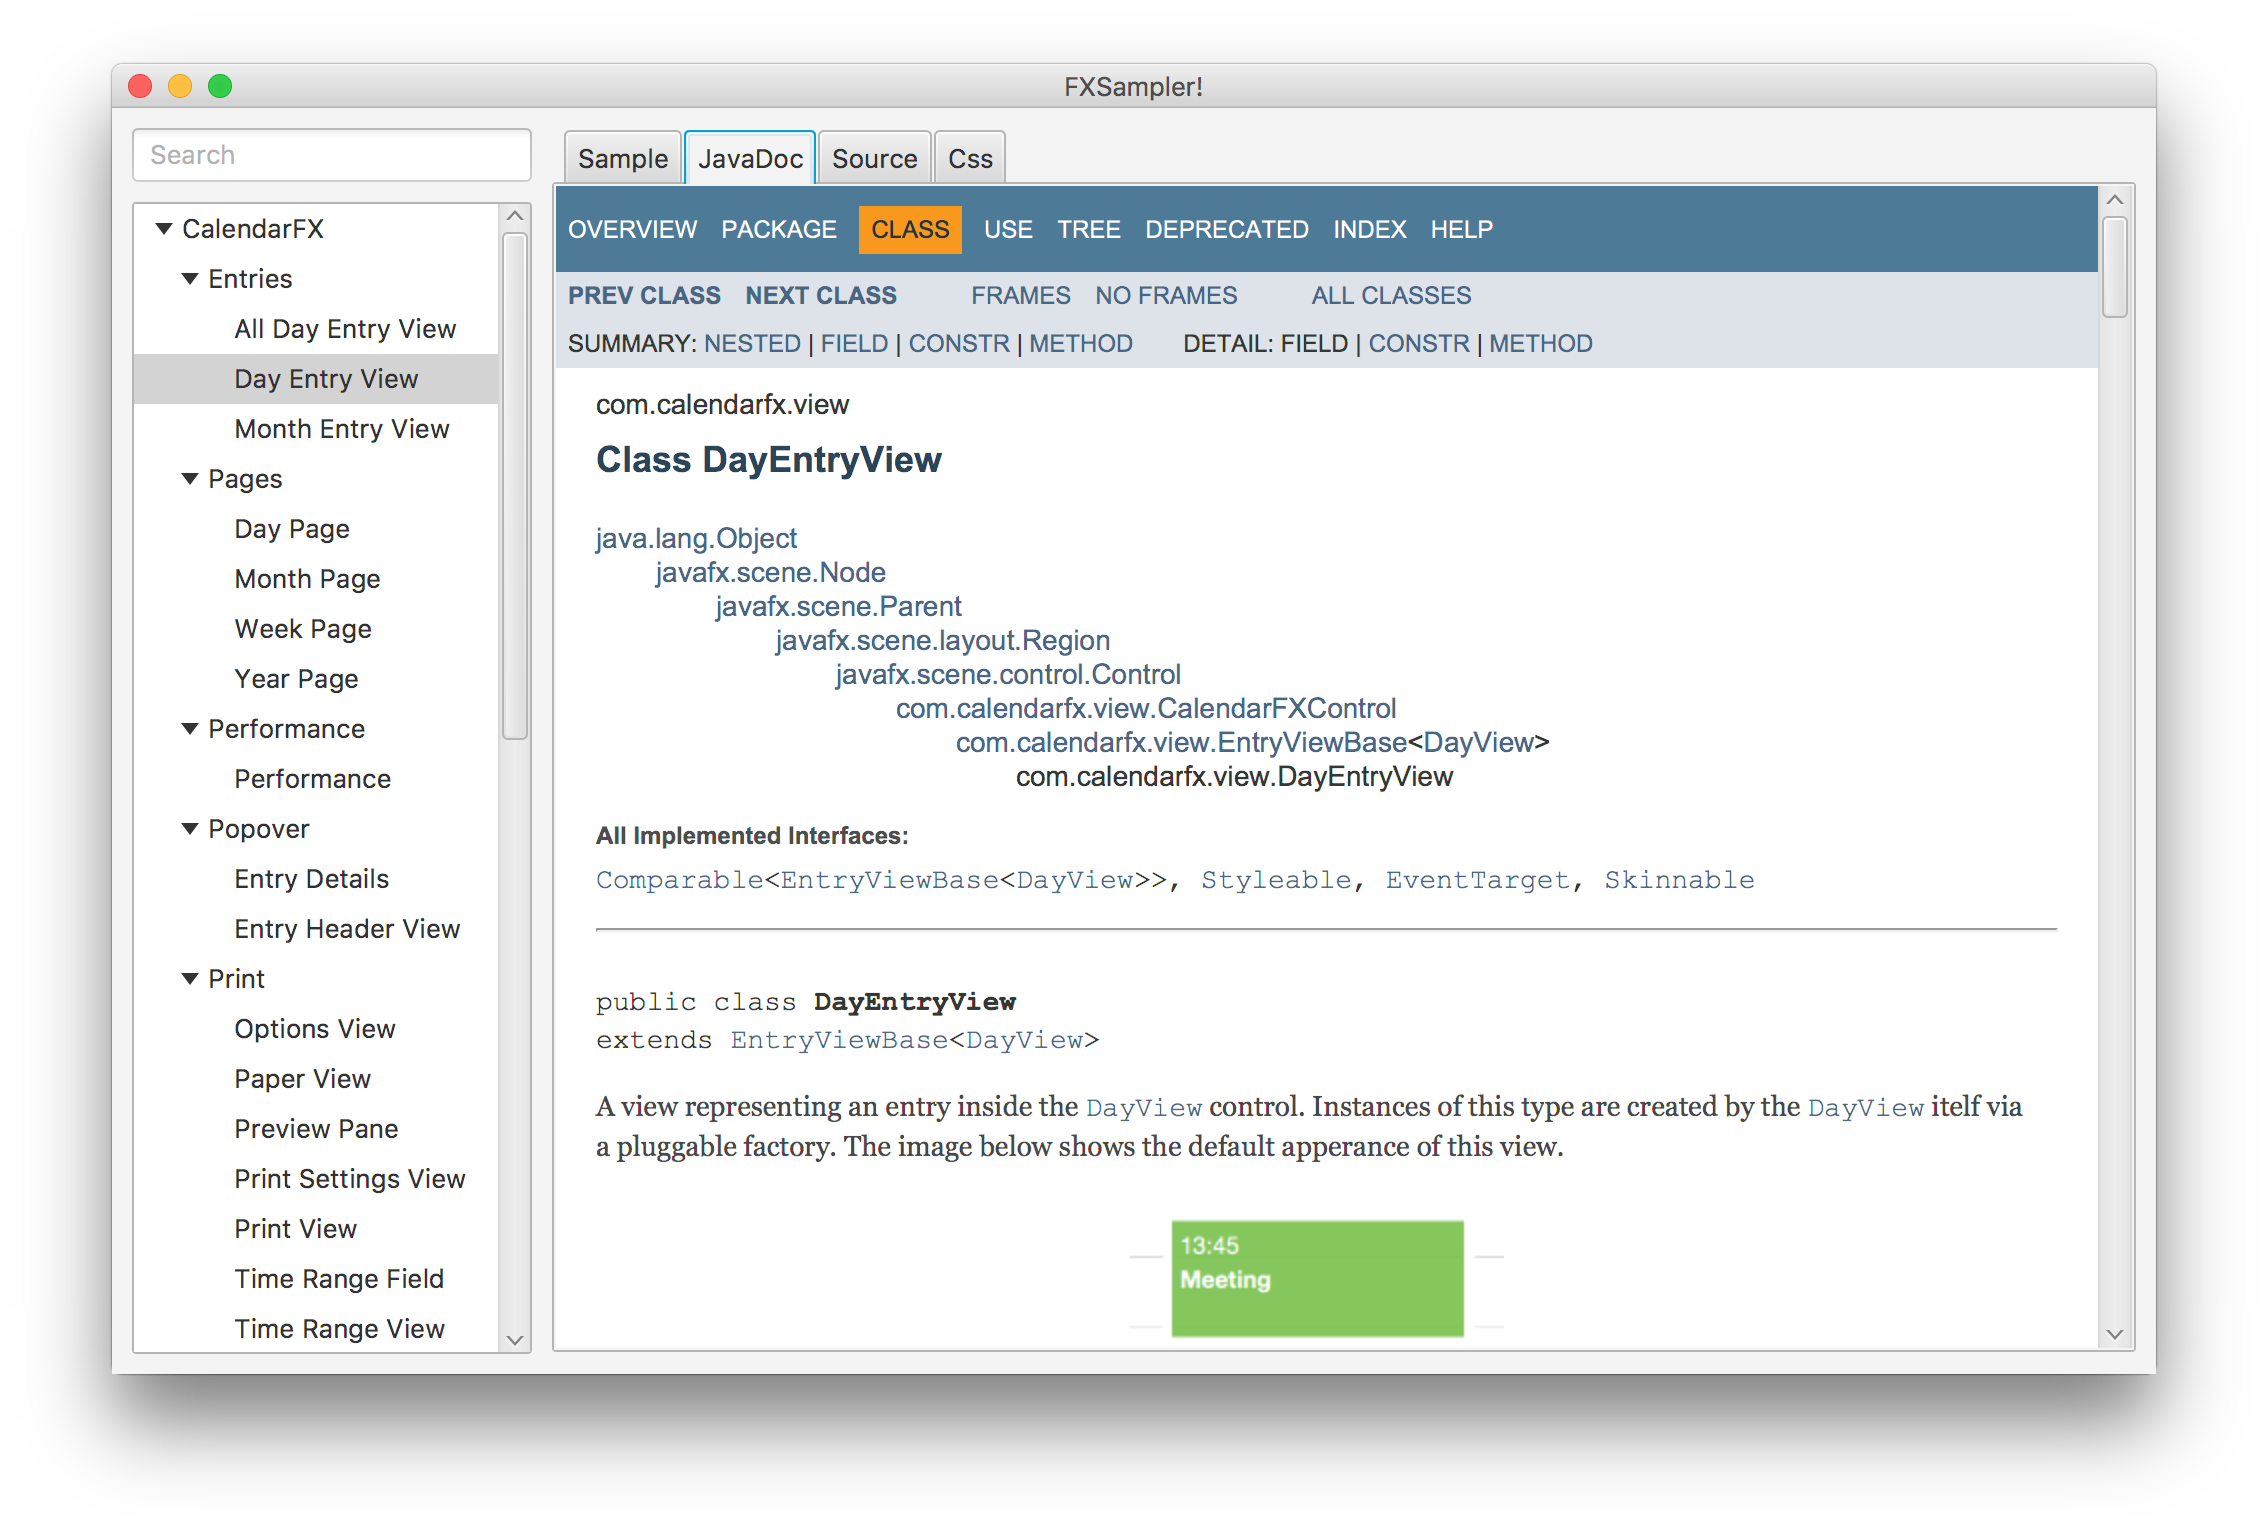 FXSampler!
Search
CalendarFX
Entries
All Day Entry View
Day Entry View
Month Entry View
Pages
Day Page
Month Page
Week Page
Year Page
Performance
Performance
Popover
Entry Details
Entry Header View
Print
Options View
Paper View
Preview Pane
Print Settings View
Print View
Time Range Field
Time Range View
Sample JavaDoc Source Css
OVERVIEW PACKAGE CLASS USE TREE DEPRECATED INDEX HELP
PREV CLASS NEXT CLASS FRAMES NO FRAMES ALL CLASSES
SUMMARY: NESTED | FIELD | CONSTR | METHOD DETAIL: FIELD | CONSTR | METHOD
com.calendarfx.view
Class DayEntryView
java.lang.Object
javafx.scene.Node
javafx.scene.Parent
javafx.scene.layout.Region
javafx.scene.control.Control
com.calendarfx.view.CalendarFXControl
com.calendarfx.view.EntryViewBase<DayView>
com.calendarfx.view.DayEntryView
All Implemented Interfaces:
Comparable<EntryViewBase<DayView>>, Styleable, EventTarget, Skinnable
public class DayEntryView
extends EntryViewBase<DayView>
A view representing an entry inside the DayView control. Instances of this type are created by the DayView itelf via
a pluggable factory. The image below shows the default apperance of this view.
13:45
Meeting